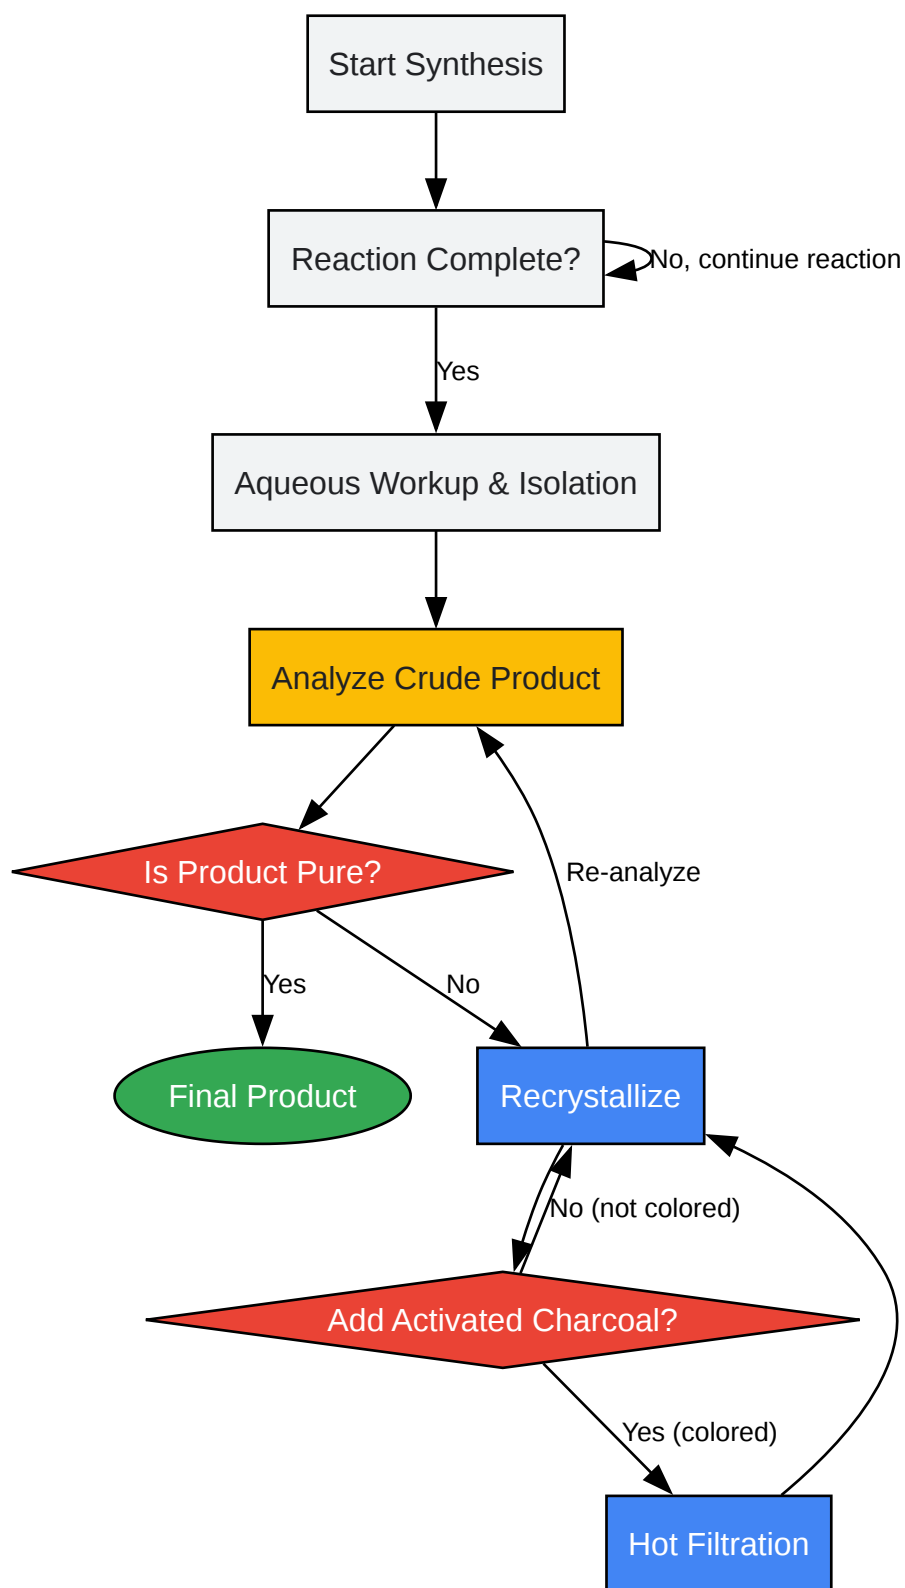 Start Synthesis
Reaction Complete?
No, continue reaction
Yes
Aqueous Workup & Isolation
Analyze Crude Product
Is Product Pure?
Re-analyze
Yes
No
Final Product
Recrystallize
No (not colored)
Add Activated Charcoal?
Yes (colored)
Hot Filtration